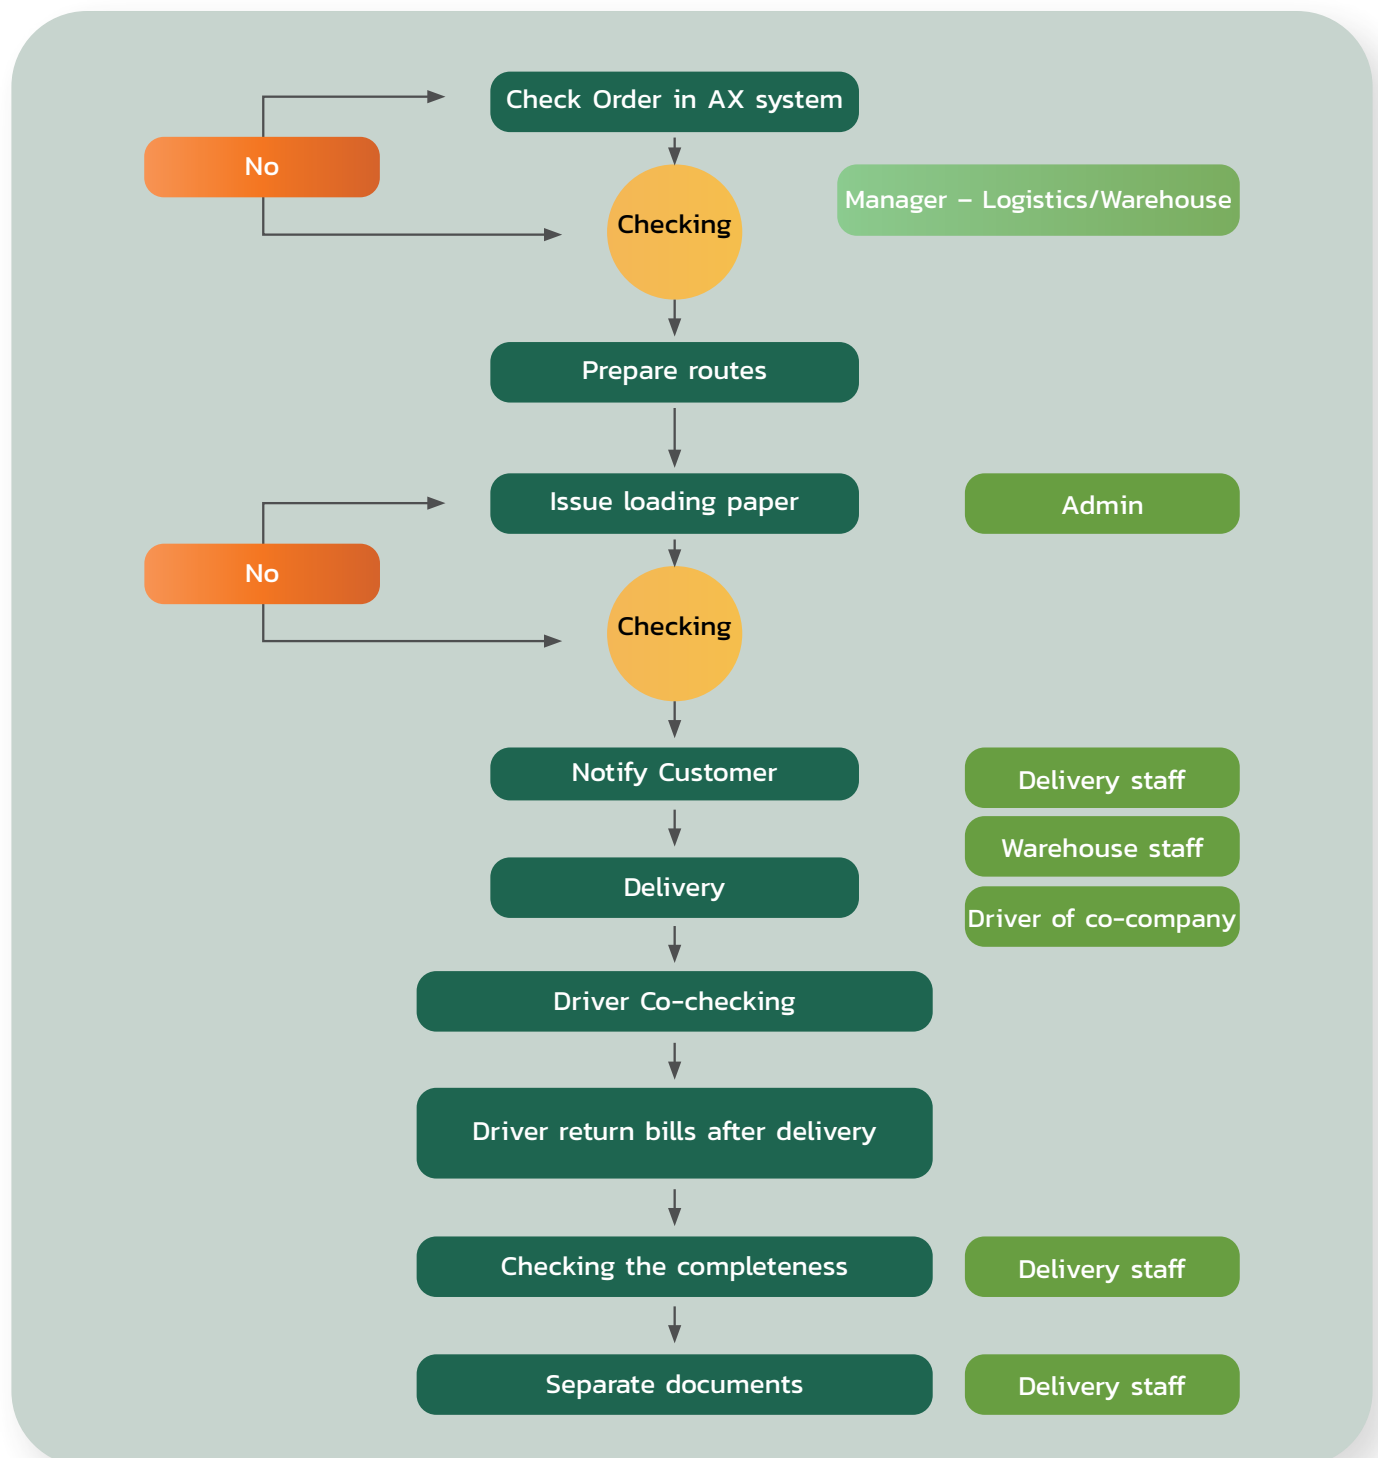 Check Order in AX system
No
Manager – Logistics/Warehouse
Checking
Prepare routes
Issue loading paper
Admin
No
Checking
Notify Customer
Delivery staff
Warehouse staff
Delivery
Driver of co-company
Driver Co-checking
Driver return bills after delivery
Checking the completeness
Delivery staff
Separate documents
Delivery staff